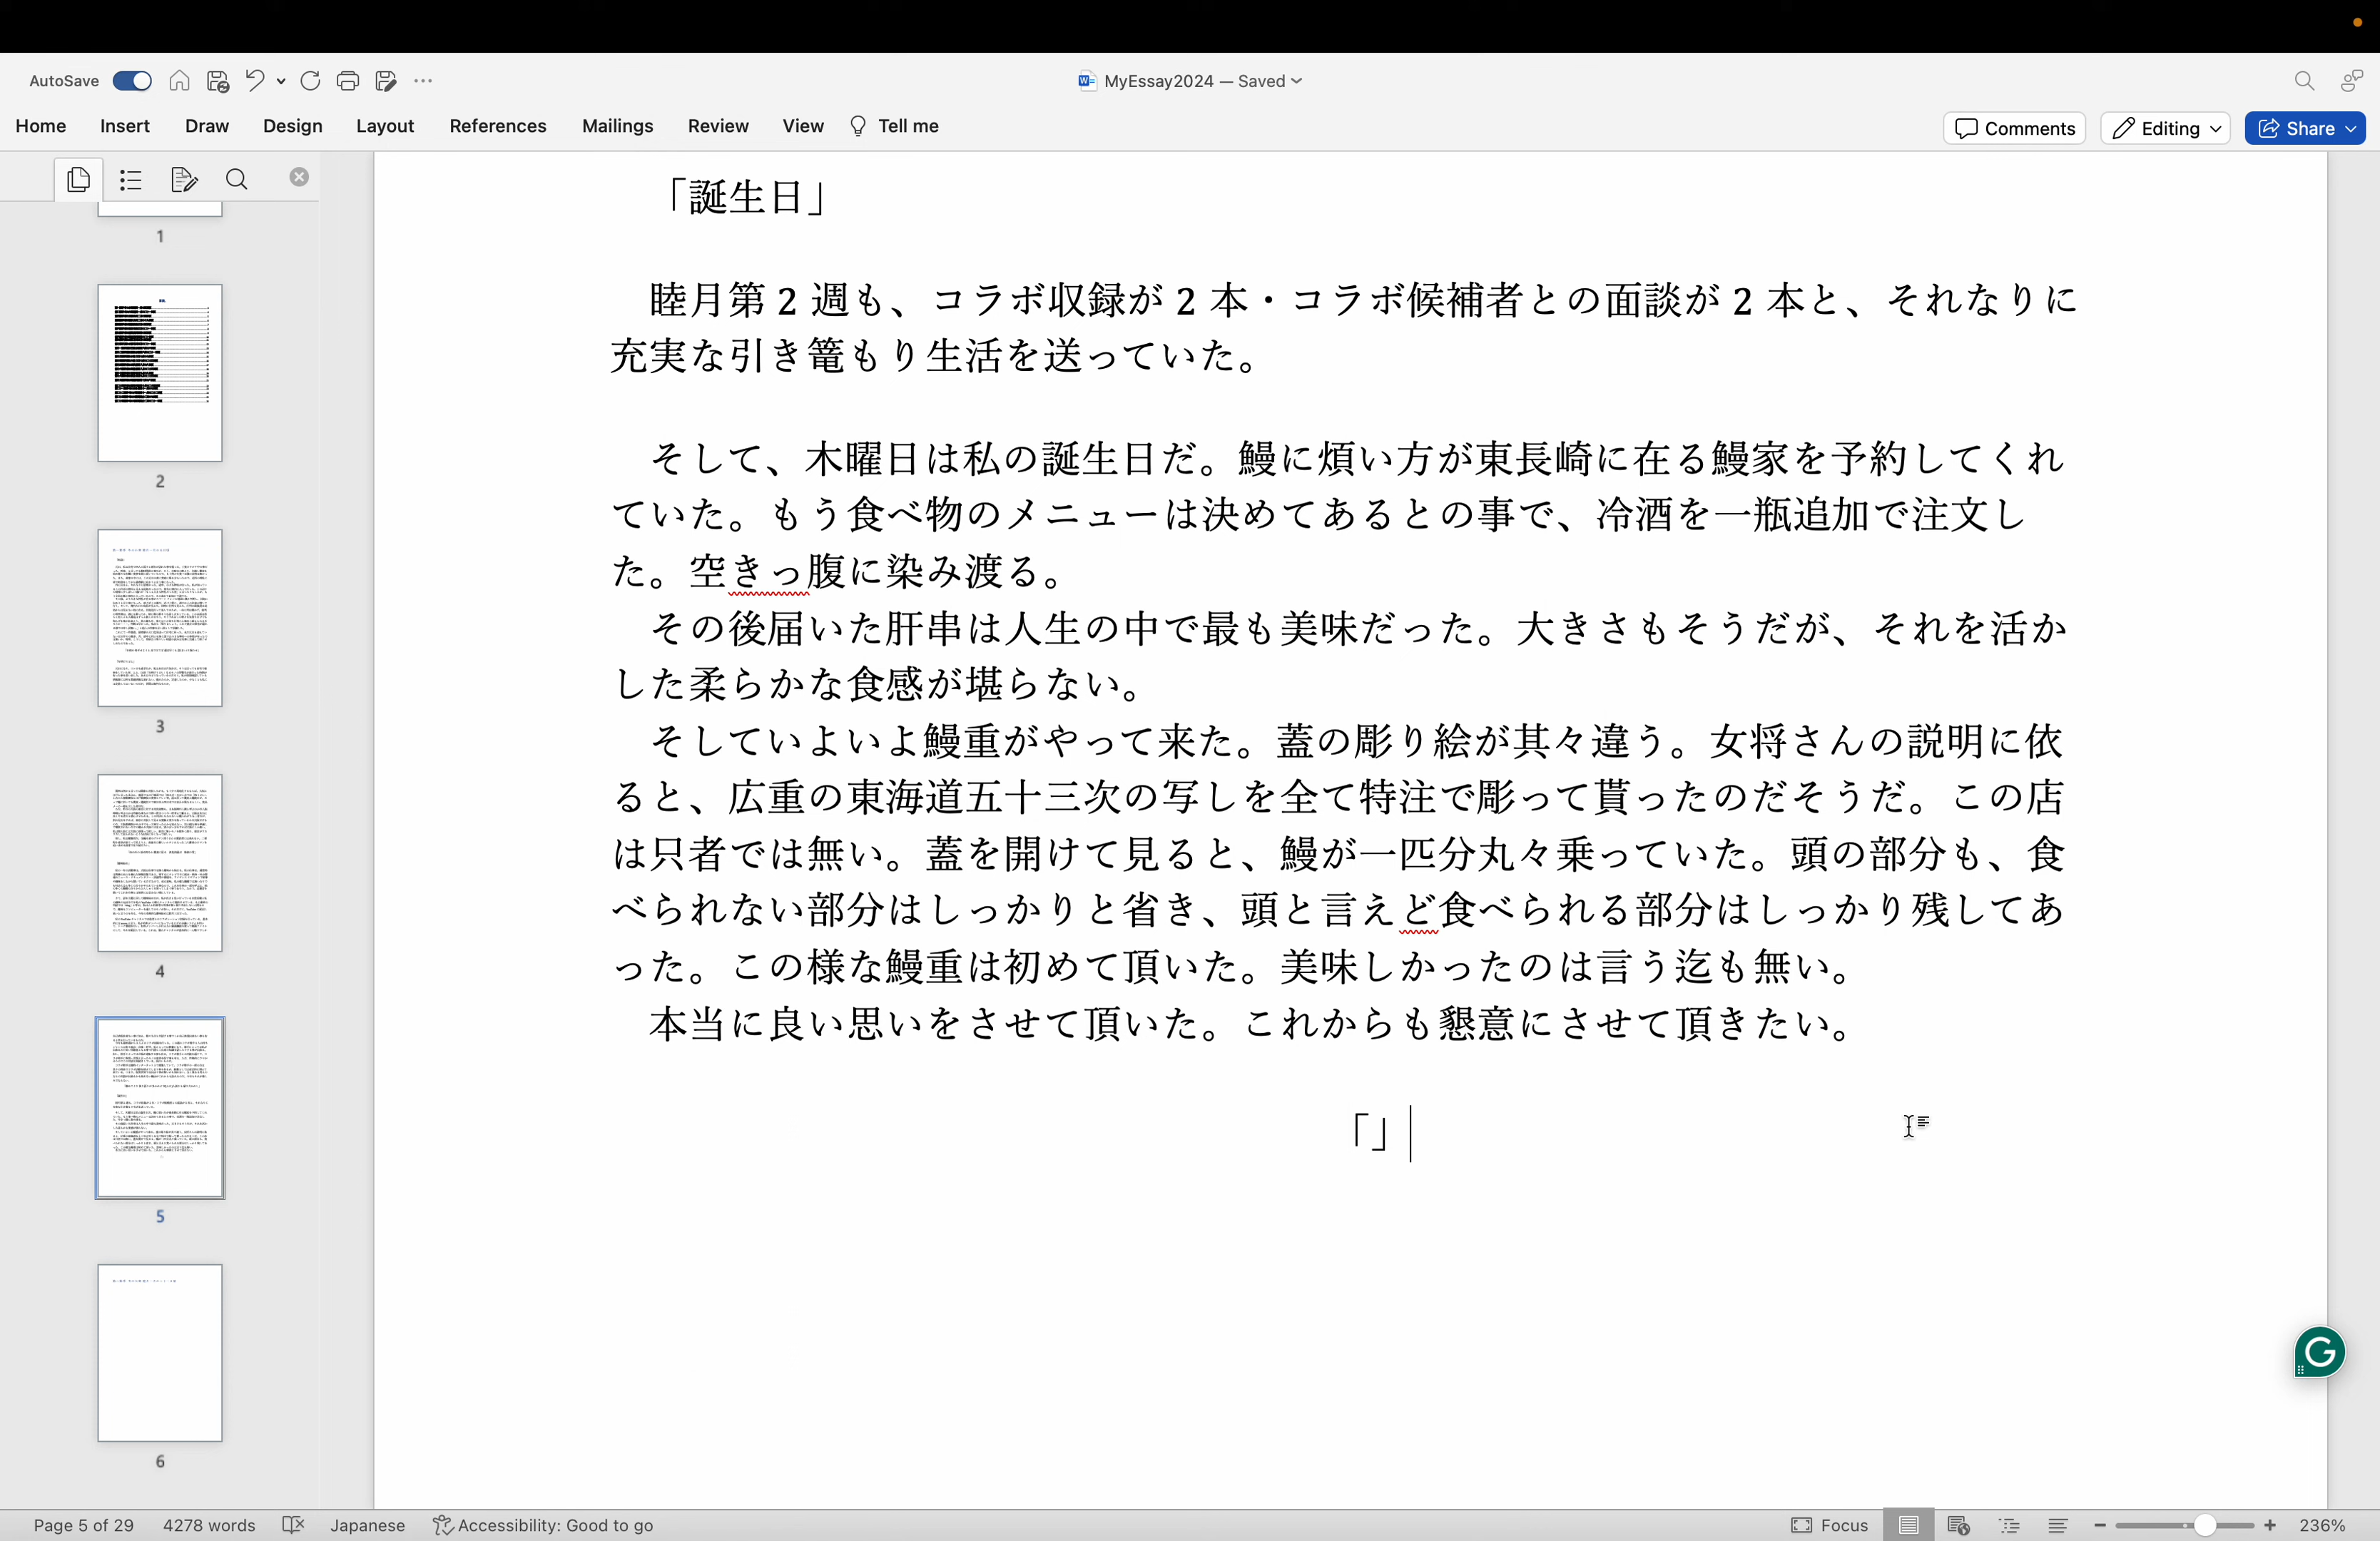 AutoSave
MyEssay2024 — Saved
Home Insert Draw Design Layout References Mailings Review View Tell me
Comments Editing Share
1
2
3
4
5
6
「誕生日」
睦月第 2 週も、コラボ収録が 2 本・コラボ候補者との面談が 2 本と、それなりに
充実な引き篭もり生活を送っていた。
そして、木曜日は私の誕生日だ。鰻に煩い方が東長崎に在る鰻家を予約してくれ
ていた。もう食べ物のメニューは決めてあるとの事で、冷酒を一瓶追加で注文し
た。空きっ腹に染み渡る。
その後届いた肝串は人生の中で最も美味だった。大きさもそうだが、それを活か
した柔らかな食感が堪らない。
そしていよいよ鰻重がやって来た。蓋の彫り絵が其々違う。女将さんの説明に依
ると、広重の東海道五十三次の写しを全て特注で彫って貰ったのだそうだ。この店
は只者では無い。蓋を開けて見ると、鰻が一匹分丸々乗っていた。頭の部分も、食
べられない部分はしっかりと省き、頭と言えど食べられる部分はしっかり残してあ
った。この様な鰻重は初めて頂いた。美味しかったのは言う迄も無い。
本当に良い思いをさせて頂いた。これからも懇意にさせて頂きたい。
「」
Page 5 of 29 4278 words Japanese Accessibility: Good to go Focus 236%